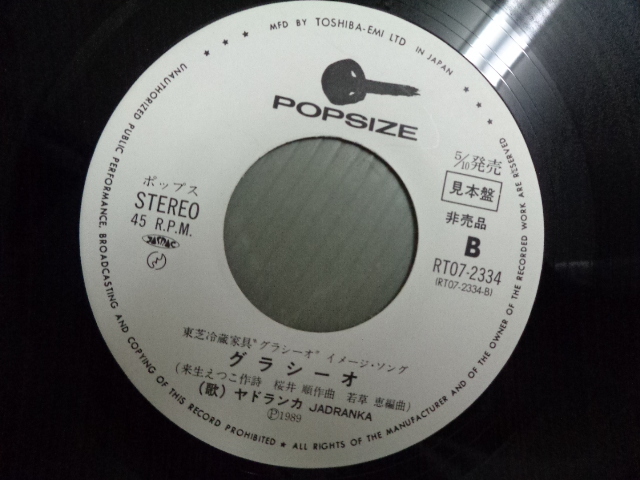 MFD BY TOSHIBA-EMI LTD IN JAPAN
POPSIZE
ポップス
STEREO
45 R.P.M.
5/10発売
見本盤
非売品
B
RT07-2334
(RT07-2334-B)
東芝冷蔵家具“グラシーオ”イメージ・ソング
グラシーオ
(来生えつこ作詩 桜井 順作曲 若草 恵編曲)
(歌) ヤドランカ JADRANKA
Ⓟ1989
UNAUTHORIZED PUBLIC PERFORMANCE, BROADCASTING AND COPYING OF THIS RECORD PROHIBITED ★ ALL RIGHTS OF THE MANUFACTURER AND OF THE OWNER OF THE RECORDED WORK ARE RESERVED